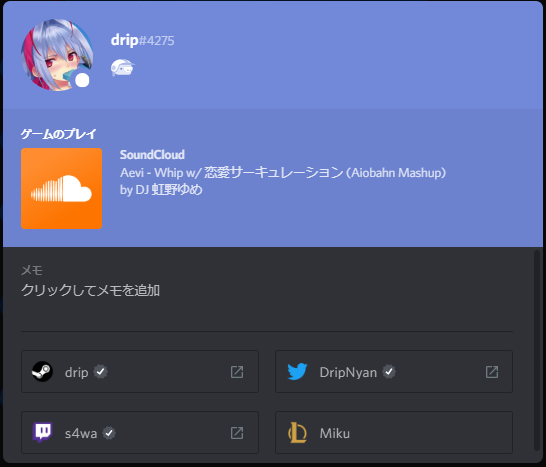 drip#4275
ゲームのプレイ
SoundCloud
Aevi - Whip w/ 恋愛サーキュレーション (Aiobahn Mashup)
by DJ 虹野ゆめ
メモ
クリックしてメモを追加
drip
DripNyan
s4wa
Miku